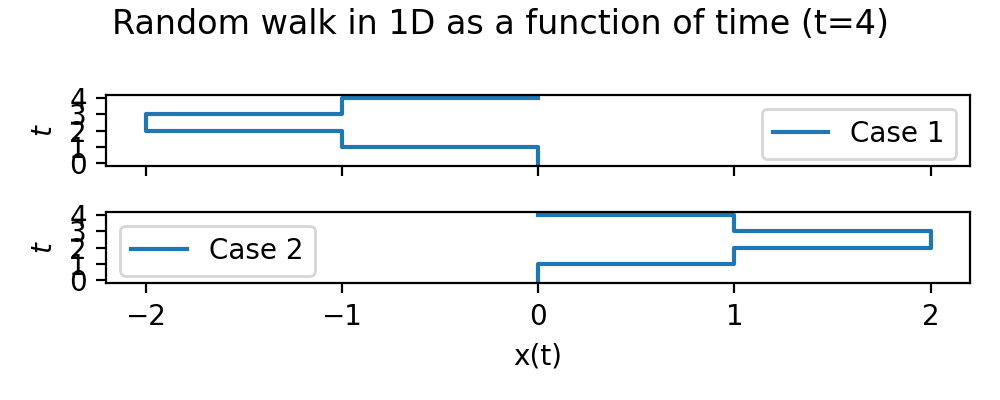 Random walk in 1D as a function of time (t=4)
4
3
2
1
0
t
Case 1
4
3
2
1
0
t
Case 2
−2 −1 0 1 2
x(t)